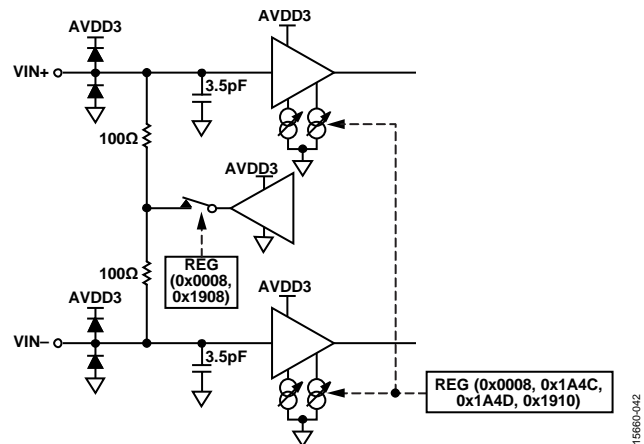 AVDD3
AVDD3
VIN+
3.5pF
100Ω
AVDD3
REG
(0x0008,
0x1908)
100Ω
AVDD3
AVDD3
VIN−
3.5pF
REG (0x0008, 0x1A4C,
0x1A4D, 0x1910)
15660-042